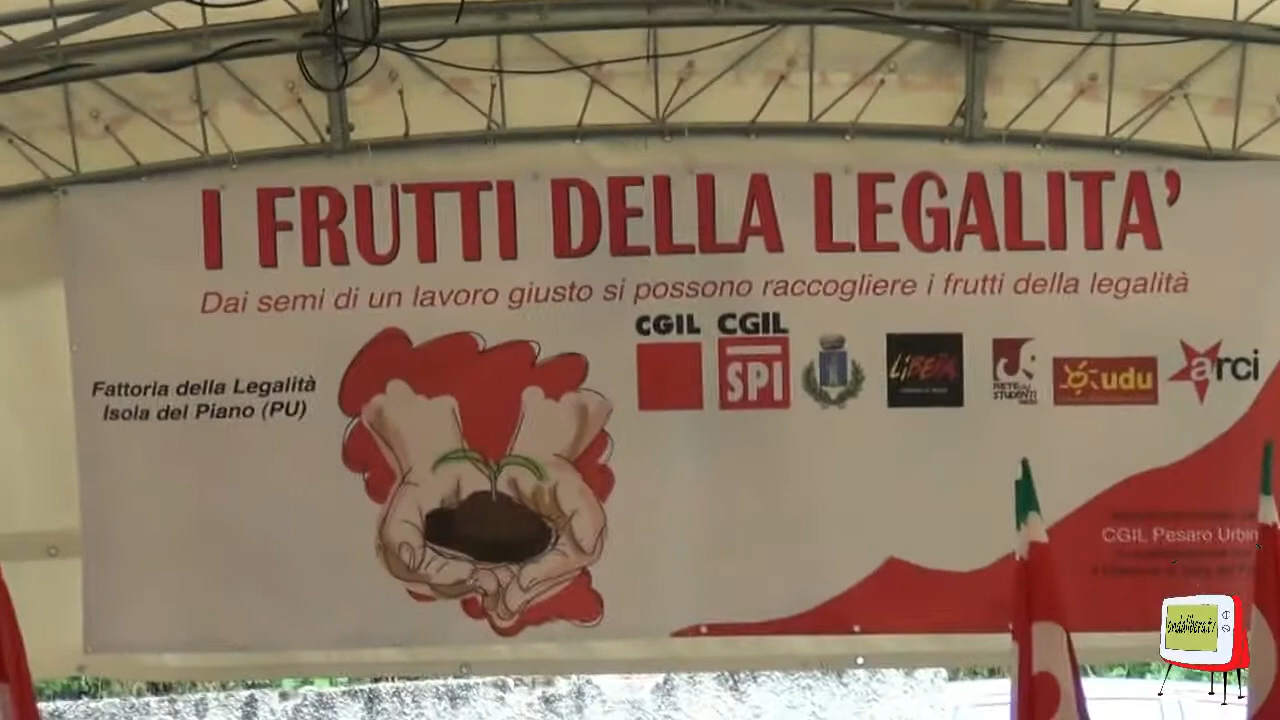 I FRUTTI DELLA LEGALITA'
Dai semi di un lavoro giusto si possono raccogliere i frutti della legalità
CGIL CGIL
SPI
LiBERA
RETE degli
STUDENTI
udu
arci
Fattoria della Legalità
Isola del Piano (PU)
CGIL Pesaro Urbin